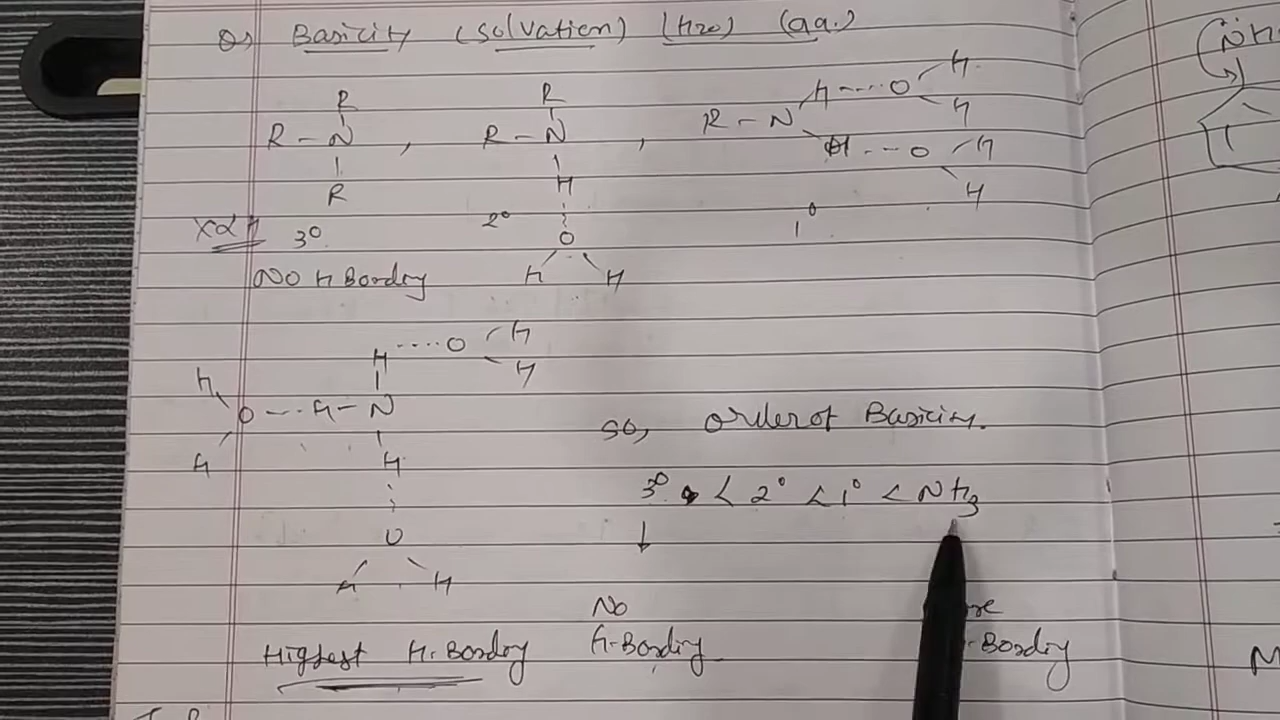 Q) Basicity (Solvation) (H2O) (aq.)
R
R – N
R
,
R
R – N
H
O
H H
,
R – N
H ···· O H
H
H ·· O H
H
3°
2°
1°
No H Bonding
H ···· O H
H
H
O ··· H – N
H
H
O
H H
so, order of Basicity.
3° < 2° < 1° < NH3
↓
No
H-Bonding
Bonding
Highest H-Bonding
NH
M